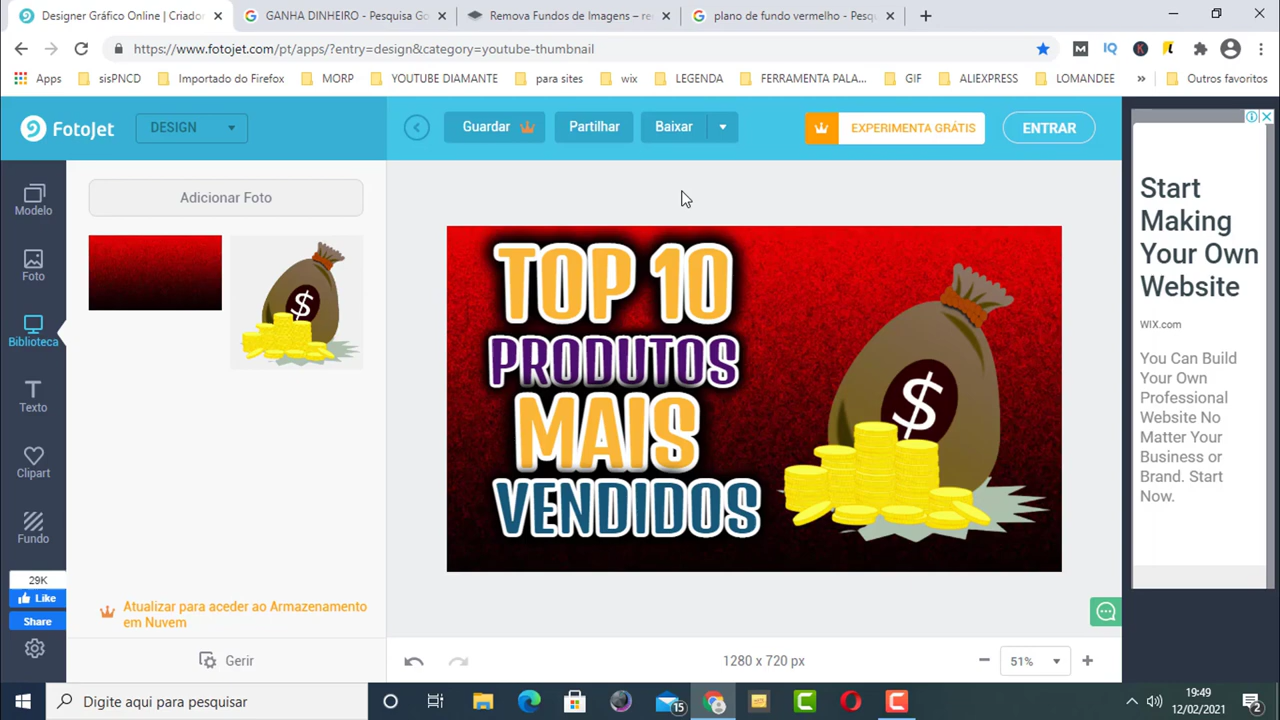 Designer Gráfico Online | Criador
GANHA DINHEIRO - Pesquisa Go
Remova Fundos de Imagens – re
plano de fundo vermelho - Pesqu
https://www.fotojet.com/pt/apps/?entry=design&category=youtube-thumbnail
Apps
sisPNCD
Importado do Firefox
MORP
YOUTUBE DIAMANTE
para sites
wix
LEGENDA
FERRAMENTA PALA...
GIF
ALIEXPRESS
LOMANDEE
»
Outros favoritos
FotoJet
DESIGN
Guardar
Partilhar
Baixar
EXPERIMENTA GRÁTIS
ENTRAR
Modelo
Foto
Biblioteca
Texto
Clipart
Fundo
29K
Like
Share
Adicionar Foto
$
Atualizar para aceder ao Armazenamento
em Nuvem
Gerir
TOP 10
PRODUTOS
MAIS
VENDIDOS
$
1280 x 720 px
51%
Start
Making
Your Own
Website
WIX.com
You Can Build
Your Own
Professional
Website No
Matter Your
Business or
Brand. Start
Now.
Digite aqui para pesquisar
15
19:49
12/02/2021
2